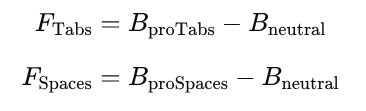 F_Tabs = B_proTabs − B_neutral
F_Spaces = B_proSpaces − B_neutral